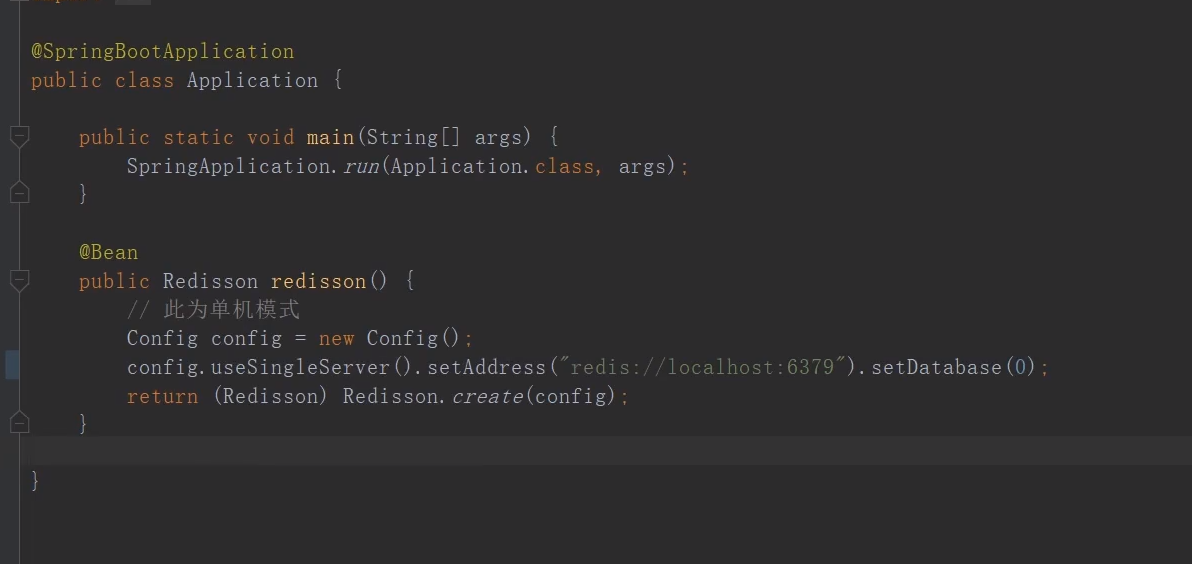 @SpringBootApplication
public class Application {
public static void main(String[] args) {
SpringApplication.run(Application.class, args);
}
@Bean
public Redisson redisson() {
// 此为单机模式
Config config = new Config();
config.useSingleServer().setAddress("redis://localhost:6379").setDatabase(0);
return (Redisson) Redisson.create(config);
}
}